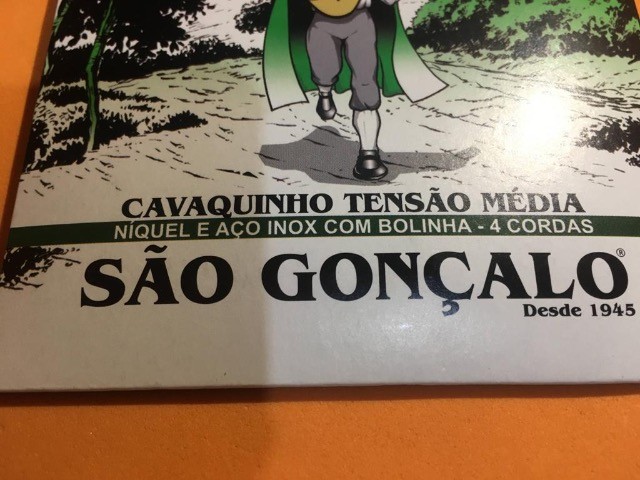 CAVAQUINHO TENSÃO MÉDIA
NÍQUEL E AÇO INOX COM BOLINHA - 4 CORDAS
SÃO GONÇALO®
Desde 1945